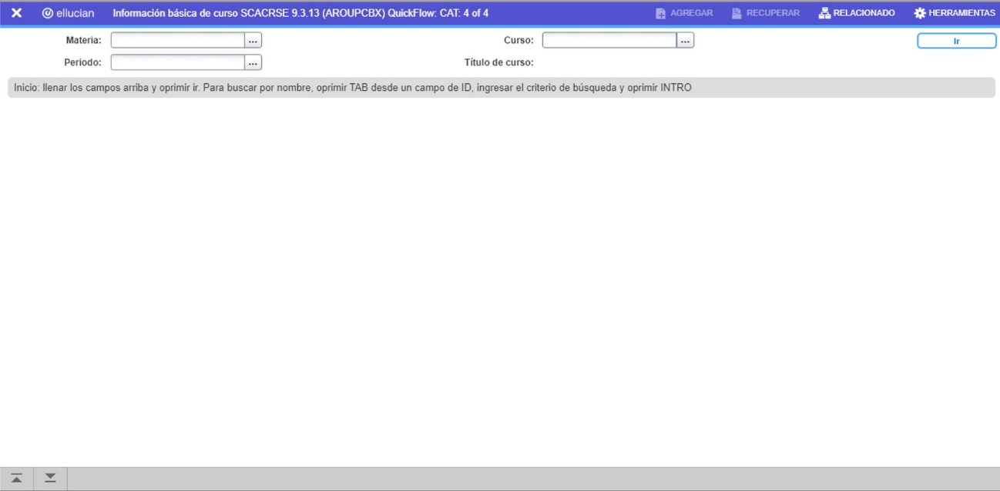 ellucian Información básica de curso SCACRSE 9.3.13 (AROUPCBX) QuickFlow: CAT: 4 of 4 AGREGAR RECUPERAR RELACIONADO HERRAMIENTAS
Materia: ... Curso: ... Ir
Periodo: ... Título de curso:
Inicio: llenar los campos arriba y oprimir ir. Para buscar por nombre, oprimir TAB desde un campo de ID, ingresar el criterio de búsqueda y oprimir INTRO